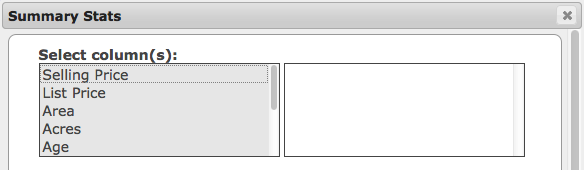 Summary Stats
Select column(s):
Selling Price
List Price
Area
Acres
Age